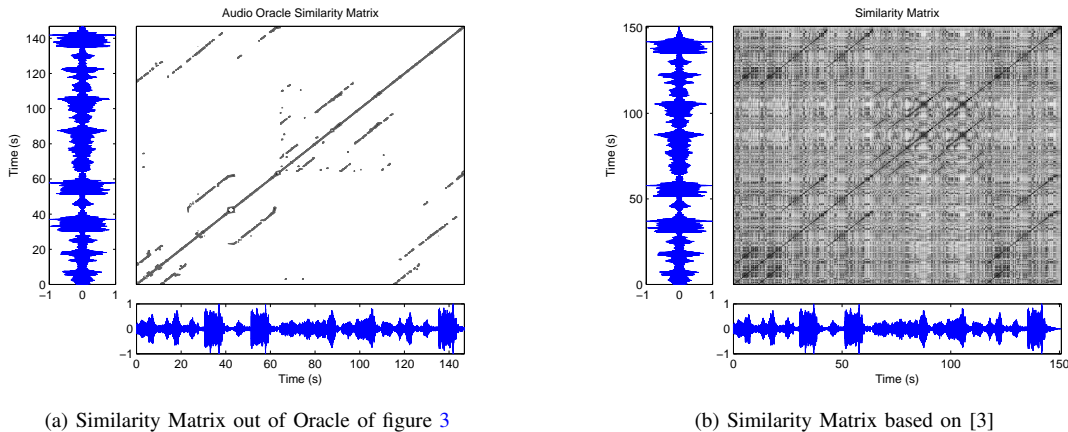 Audio Oracle Similarity Matrix
Time (s)
140
120
100
80
60
40
20
0
−1 0 1
1
0
−1
0 20 40 60 80 100 120 140
Time (s)
(a) Similarity Matrix out of Oracle of figure 3
Similarity Matrix
Time (s)
150
100
50
0
−1 0 1
1
0
−1
0 50 100 150
Time (s)
(b) Similarity Matrix based on [3]